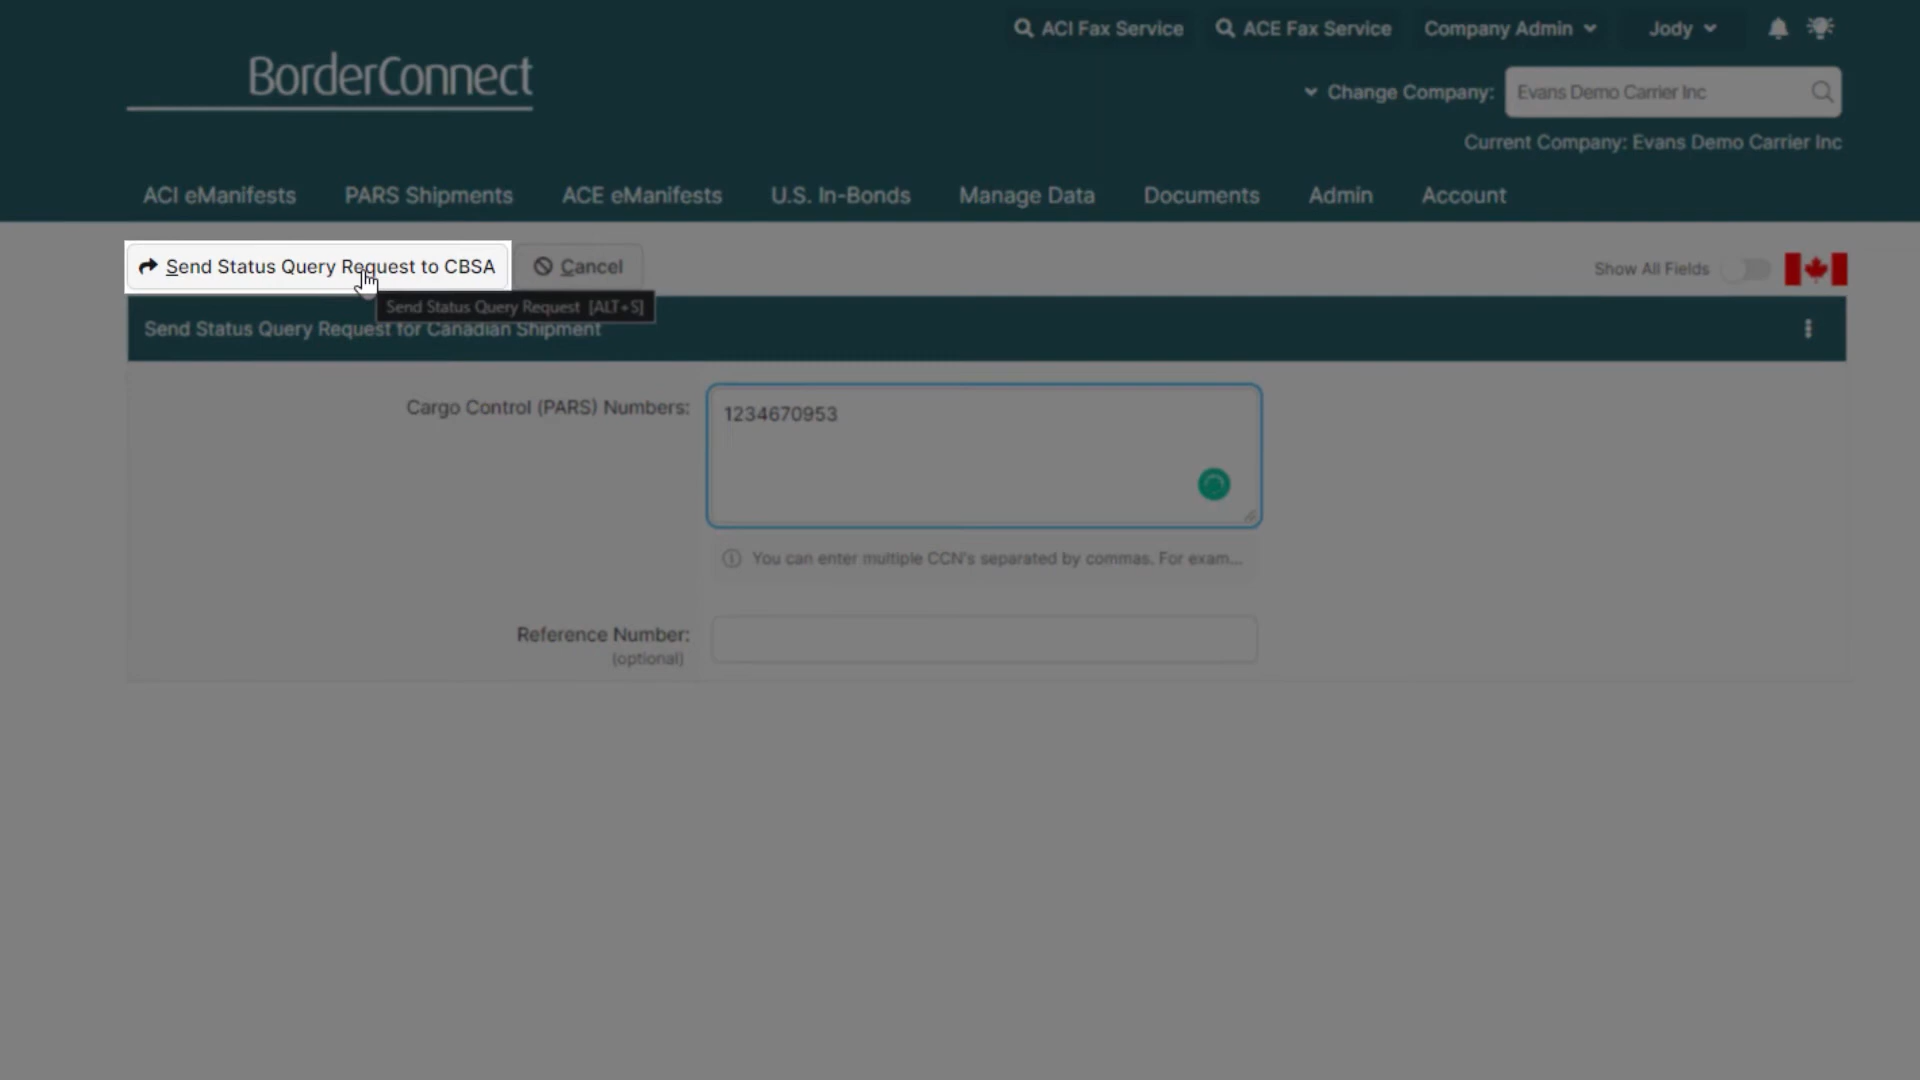 ACI Fax Service ACE Fax Service Company Admin Jody
BorderConnect
Change Company: Evans Demo Carrier Inc
Current Company: Evans Demo Carrier Inc
ACI eManifests PARS Shipments ACE eManifests U.S. In-Bonds Manage Data Documents Admin Account
Send Status Query Request to CBSA Cancel Show All Fields
Send Status Query Request [ALT+S]
Send Status Query Request for Canadian Shipment
Cargo Control (PARS) Numbers: 1234670953
You can enter multiple CCN's separated by commas. For exam...
Reference Number:
(optional)